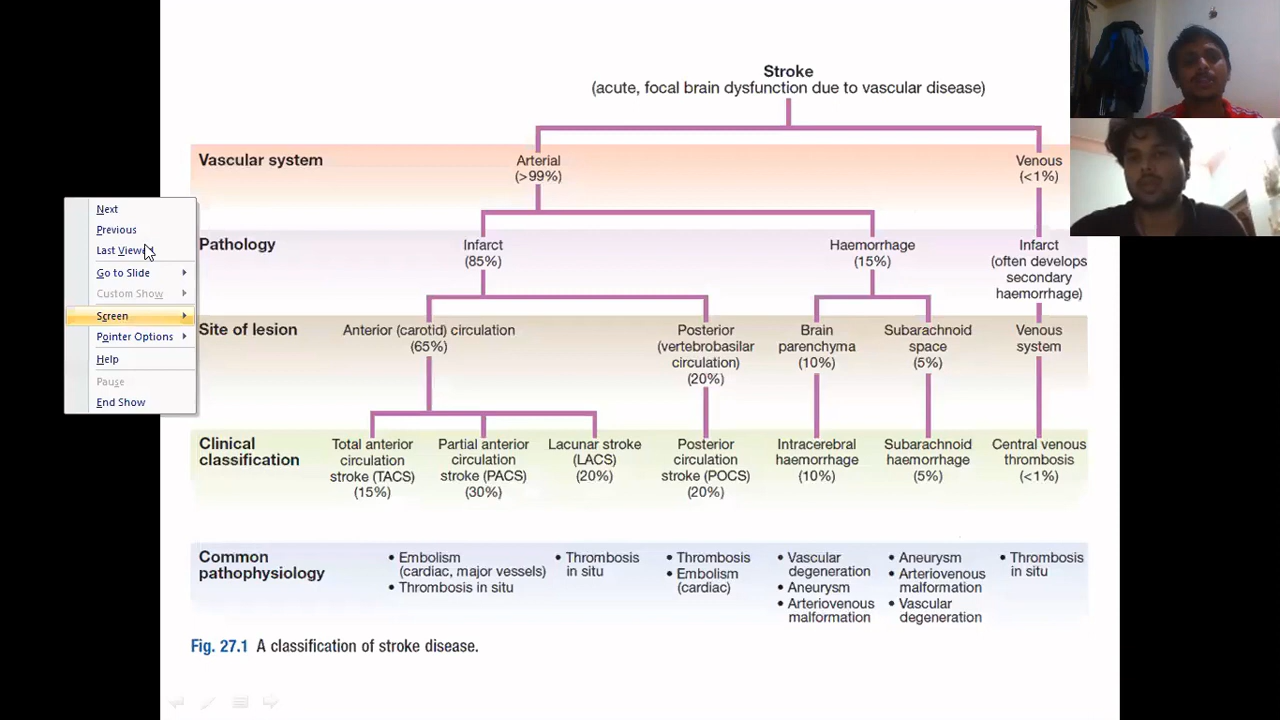 Stroke
(acute, focal brain dysfunction due to vascular disease)
Vascular system
Arterial
(>99%)
Venous
(<1%)
Pathology
Infarct
(85%)
Haemorrhage
(15%)
Infarct
(often develops
secondary
haemorrhage)
Site of lesion
Anterior (carotid) circulation
(65%)
Posterior
(vertebrobasilar
circulation)
(20%)
Brain
parenchyma
(10%)
Subarachnoid
space
(5%)
Venous
system
Clinical
classification
Total anterior
circulation
stroke (TACS)
(15%)
Partial anterior
circulation
stroke (PACS)
(30%)
Lacunar stroke
(LACS)
(20%)
Posterior
circulation
stroke (POCS)
(20%)
Intracerebral
haemorrhage
(10%)
Subarachnoid
haemorrhage
(5%)
Central venous
thrombosis
(<1%)
Common
pathophysiology
• Embolism
(cardiac, major vessels)
• Thrombosis in situ
• Thrombosis
in situ
• Thrombosis
• Embolism
(cardiac)
• Vascular
degeneration
• Aneurysm
• Arteriovenous
malformation
• Aneurysm
• Arteriovenous
malformation
• Vascular
degeneration
• Thrombosis
in situ
Fig. 27.1 A classification of stroke disease.
Next
Previous
Last
Go to Slide
Custom Show
Screen
Pointer Options
Help
Pause
End Show